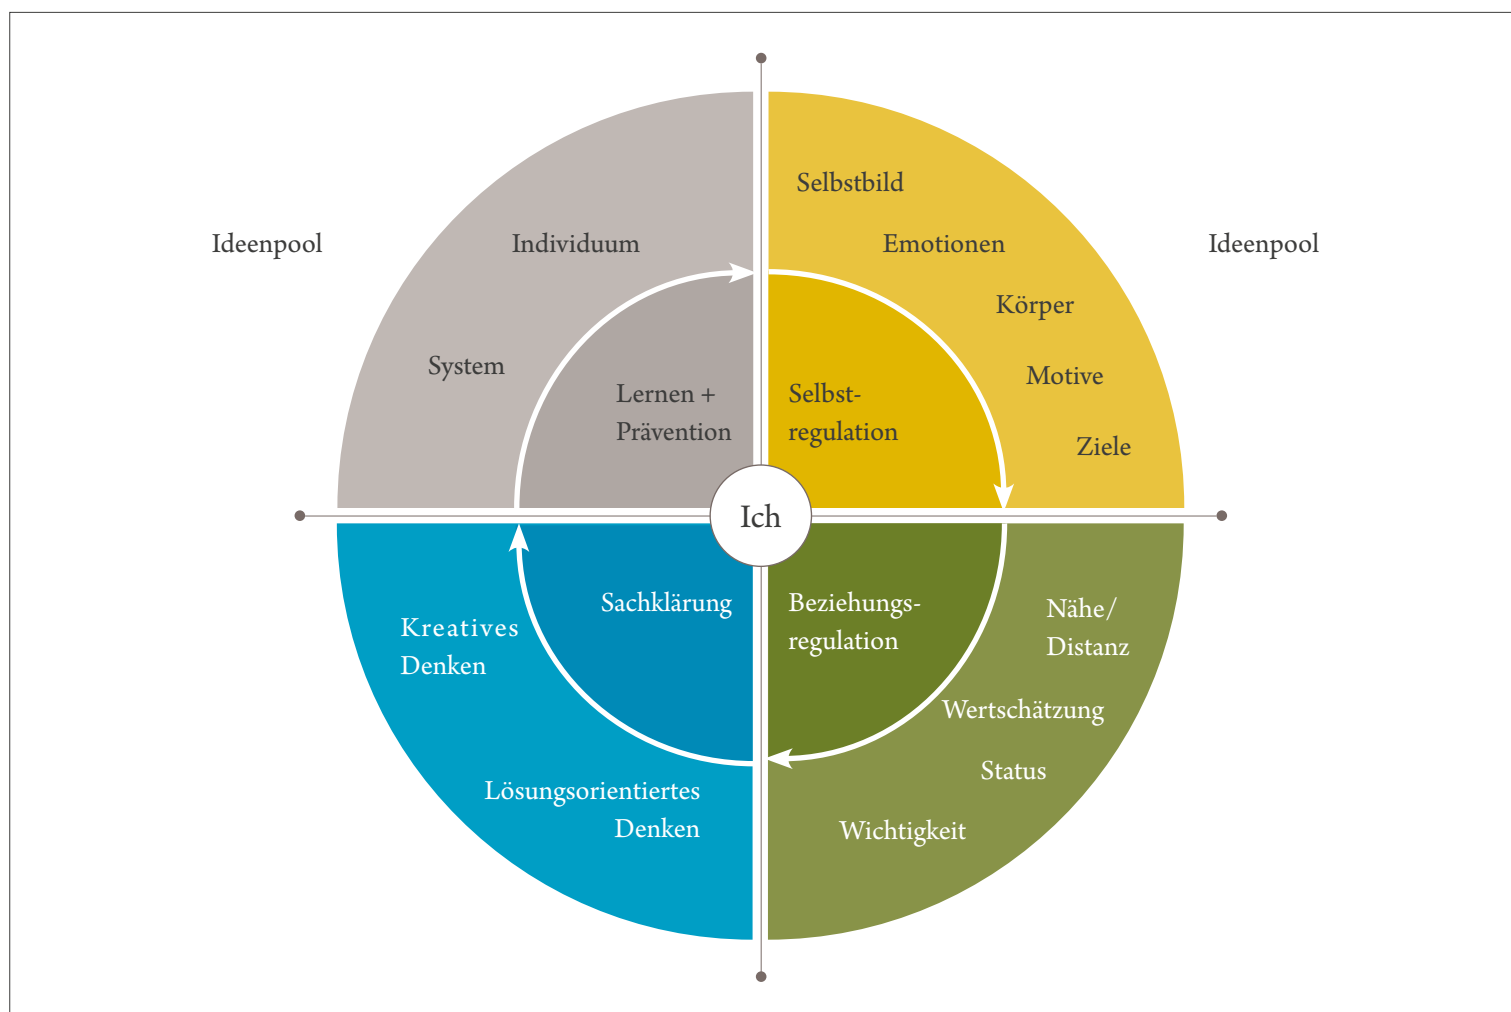 Selbstbild
Ideenpool
Individuum
Emotionen
Ideenpool
Körper
System
Motive
Lernen +
Prävention
Selbst-
regulation
Ziele
Ich
Sachklärung
Beziehungs-
regulation
Nähe/
Distanz
Kreatives
Denken
Wertschätzung
Status
Lösungsorientiertes
Denken
Wichtigkeit